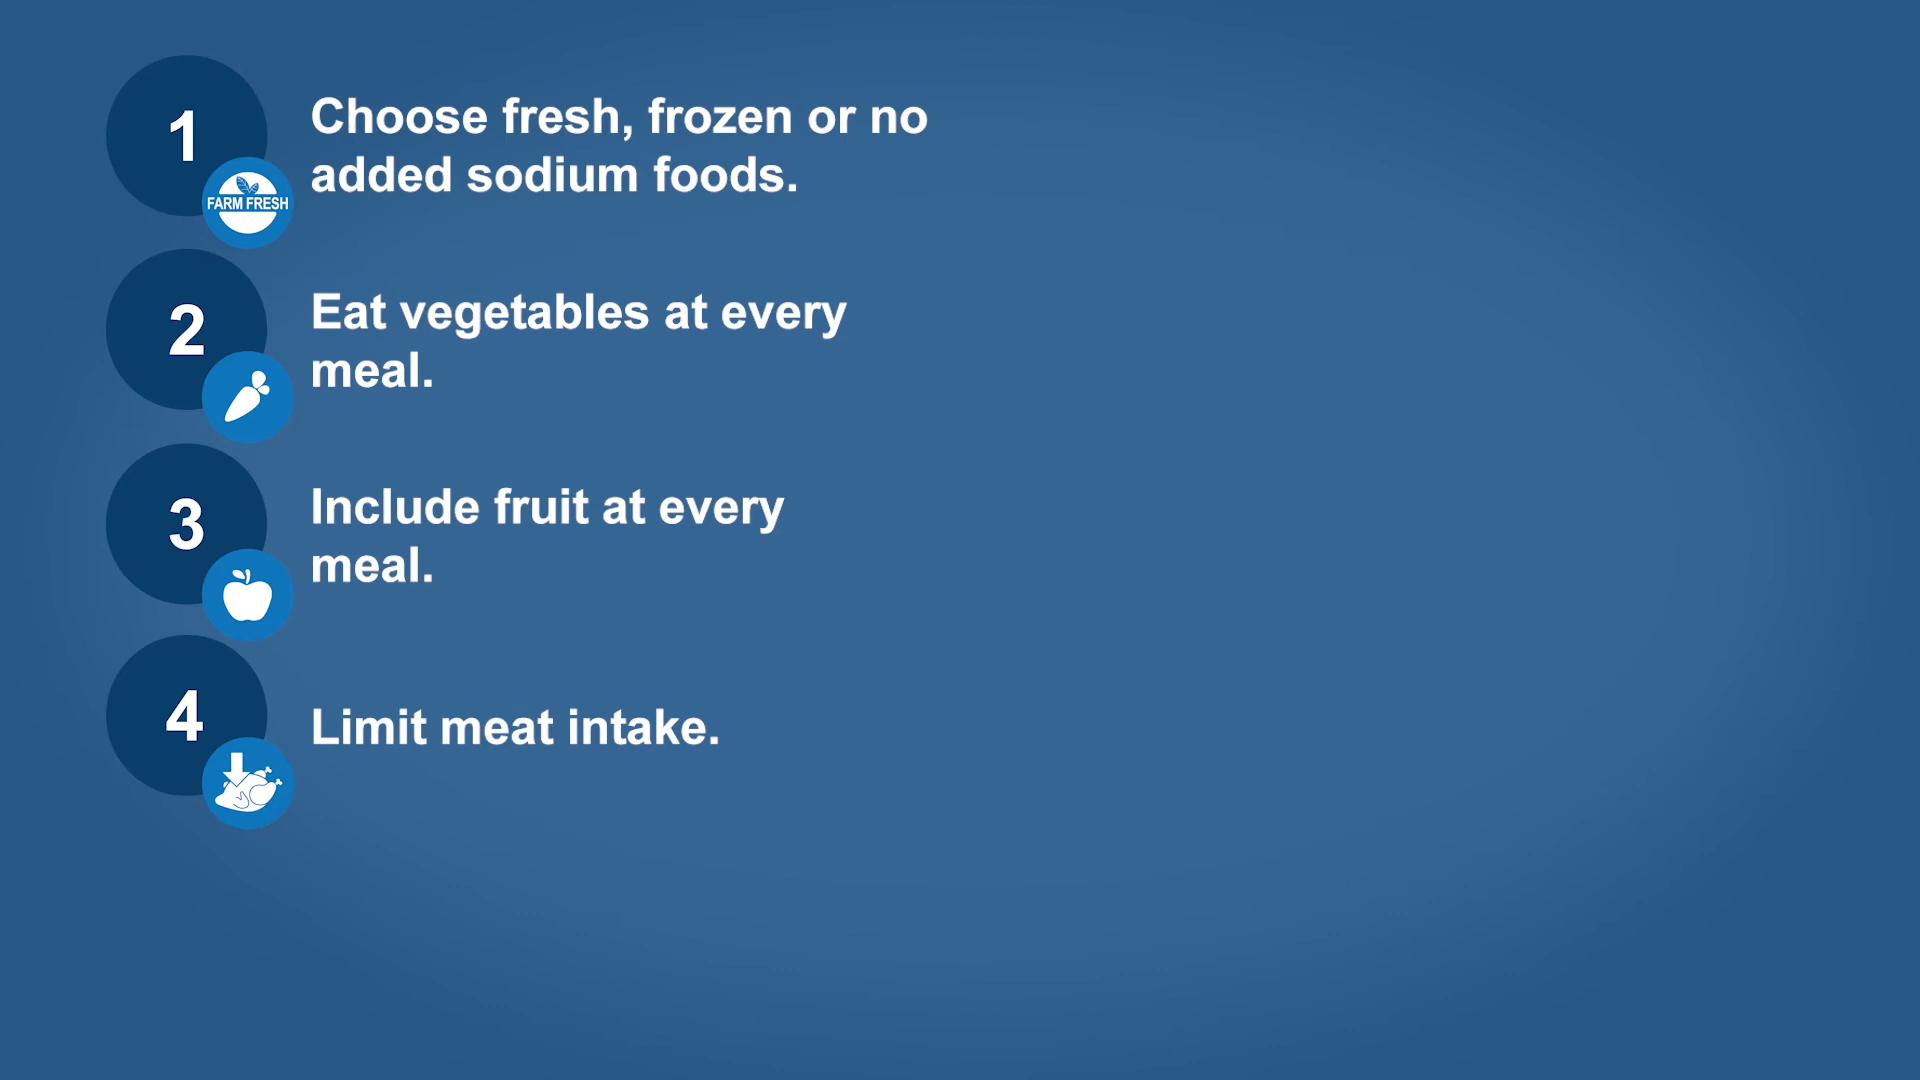 1
Choose fresh, frozen or no
added sodium foods.
FARM FRESH
2
Eat vegetables at every
meal.
3
Include fruit at every
meal.
4
Limit meat intake.